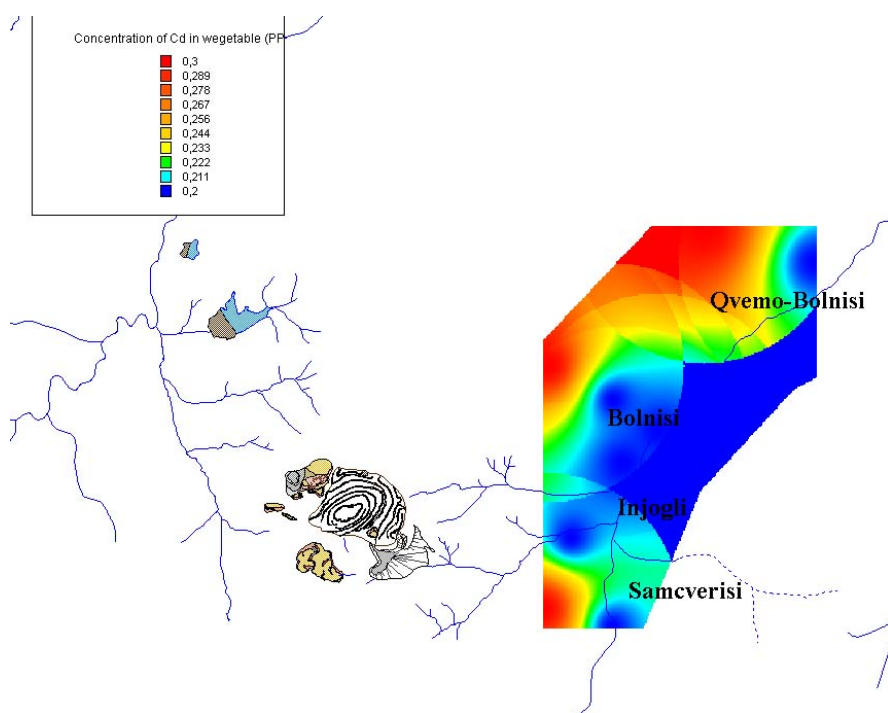 Concentration of Cd in wegetable (PP
0,3
0,289
0,278
0,267
0,256
0,244
0,233
0,222
0,211
0,2
Qvemo-Bolnisi
Bolnisi
Injogli
Samcverisi